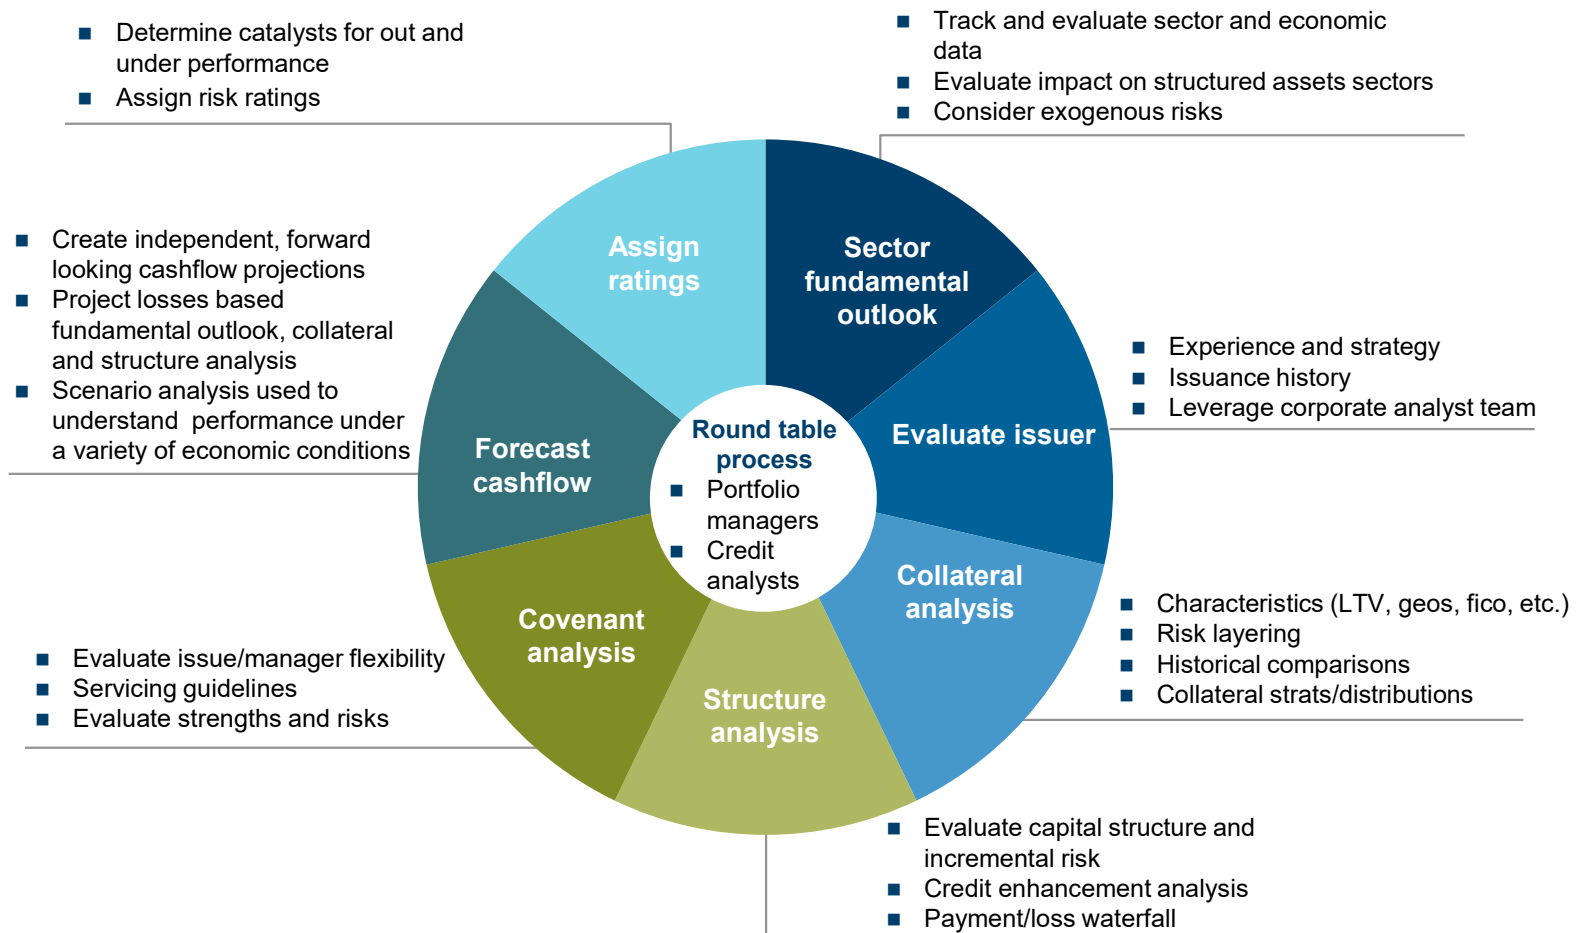 Determine catalysts for out and
under performance
Assign risk ratings
Track and evaluate sector and economic
data
Evaluate impact on structured assets sectors
Consider exogenous risks
Assign
ratings
Sector
fundamental
outlook
Create independent, forward
looking cashflow projections
Project losses based
fundamental outlook, collateral
and structure analysis
Scenario analysis used to
understand performance under
a variety of economic conditions
Experience and strategy
Issuance history
Leverage corporate analyst team
Forecast
cashflow
Round table
process
Portfolio
managers
Credit
analysts
Evaluate issuer
Collateral
analysis
Characteristics (LTV, geos, fico, etc.)
Risk layering
Historical comparisons
Collateral strats/distributions
Covenant
analysis
Evaluate issue/manager flexibility
Servicing guidelines
Evaluate strengths and risks
Structure
analysis
Evaluate capital structure and
incremental risk
Credit enhancement analysis
Payment/loss waterfall